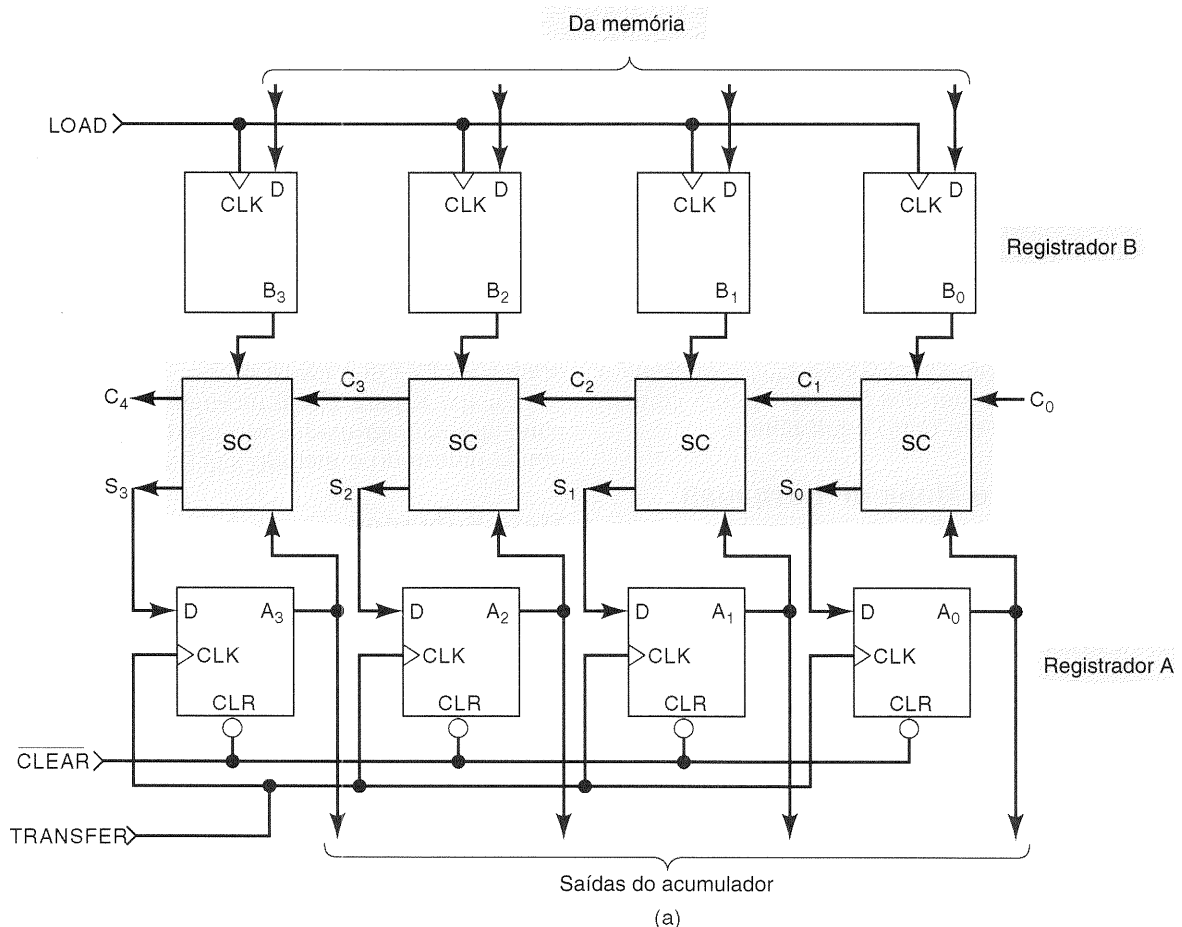 Da memória
LOAD
D D D D
CLK CLK CLK CLK
Registrador B
B₃ B₂ B₁ B₀
C₄ C₃ C₂ C₁ C₀
SC SC SC SC
S₃ S₂ S₁ S₀
D A₃ D A₂ D A₁ D A₀
CLK CLK CLK CLK
Registrador A
CLR CLR CLR CLR
CLEAR
TRANSFER
Saídas do acumulador
(a)